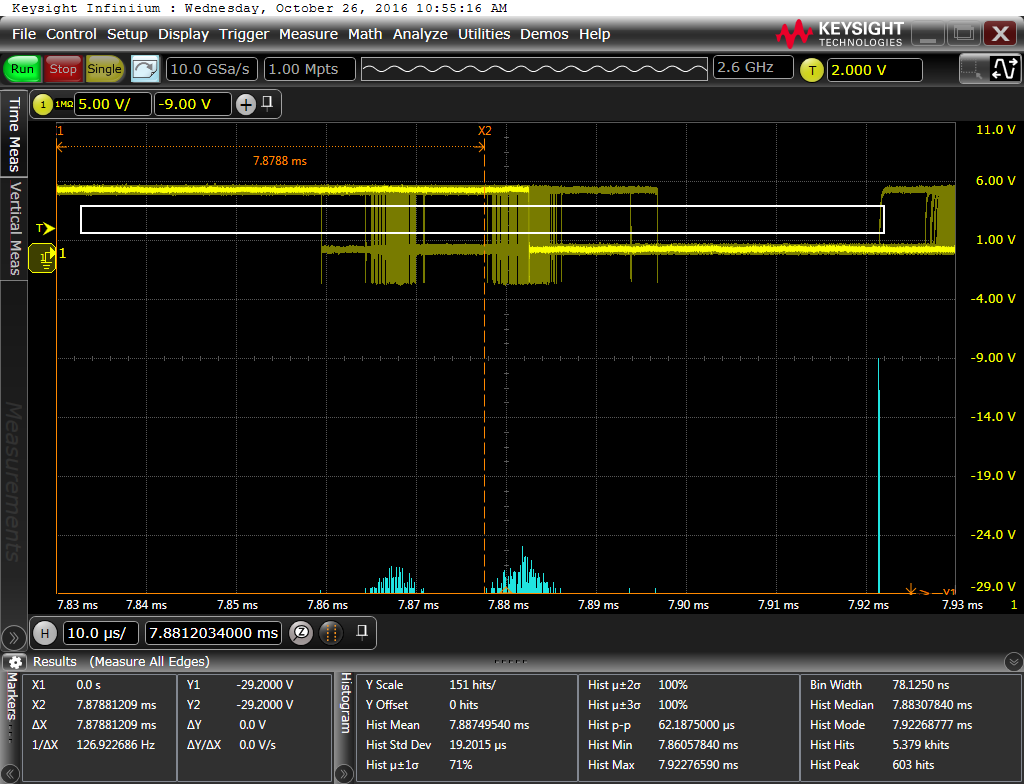 Keysight Infiniium : Wednesday, October 26, 2016 10:55:16 AM
File Control Setup Display Trigger Measure Math Analyze Utilities Demos Help
KEYSIGHT TECHNOLOGIES
Run Stop Single 10.0 GSa/s 1.00 Mpts 2.6 GHz T 2.000 V
1 1MΩ 5.00 V/ -9.00 V +
Time Meas
Vertical Meas
Measurements
1 X2 11.0 V
7.8788 ms
6.00 V
T
1 1 1.00 V
-4.00 V
-9.00 V
-14.0 V
-19.0 V
-24.0 V
-29.0 V
Y1
7.83 ms 7.84 ms 7.85 ms 7.86 ms 7.87 ms 7.88 ms 7.89 ms 7.90 ms 7.91 ms 7.92 ms 7.93 ms 1
H 10.0 µs/ 7.8812034000 ms Z
Results (Measure All Edges)
Markers...
X1 0.0 s
X2 7.87881209 ms
ΔX 7.87881209 ms
1/ΔX 126.922686 Hz
Y1 -29.2000 V
Y2 -29.2000 V
ΔY 0.0 V
ΔY/ΔX 0.0 V/s
Histogram
Y Scale 151 hits/
Y Offset 0 hits
Hist Mean 7.88749540 ms
Hist Std Dev 19.2015 µs
Hist µ±1σ 71%
Hist µ±2σ 100%
Hist µ±3σ 100%
Hist p-p 62.1875000 µs
Hist Min 7.86057840 ms
Hist Max 7.92276590 ms
Bin Width 78.1250 ns
Hist Median 7.88307840 ms
Hist Mode 7.92268777 ms
Hist Hits 5.379 khits
Hist Peak 603 hits